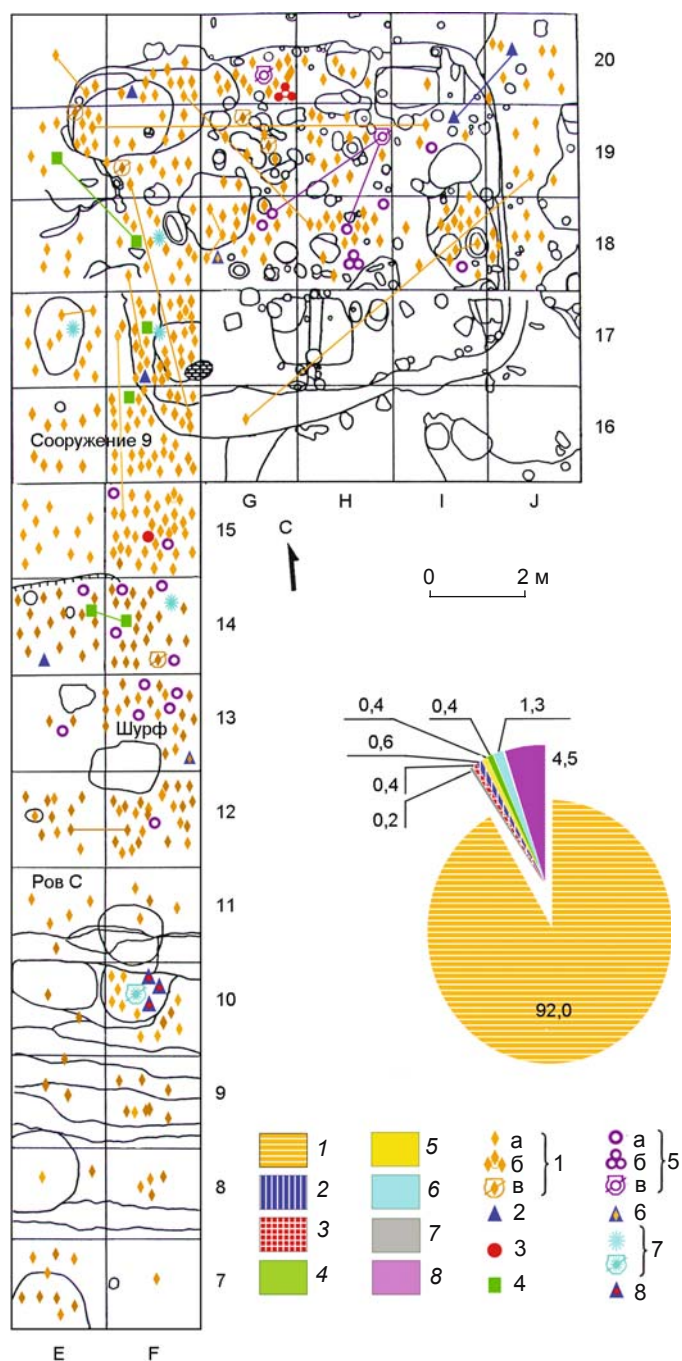 20
19
18
17
Сооружение 9
16
G H I J
15
С
0 2 м
14
13
Шурф
12
Ров С
11
10
9
8
7
E F
0,4 0,4 1,3
0,6 4,5
0,4
0,2
92,0
1 5 а а
б 1 б 5
в в
2 6 2 6
3 7 3 7
4 8 4 8